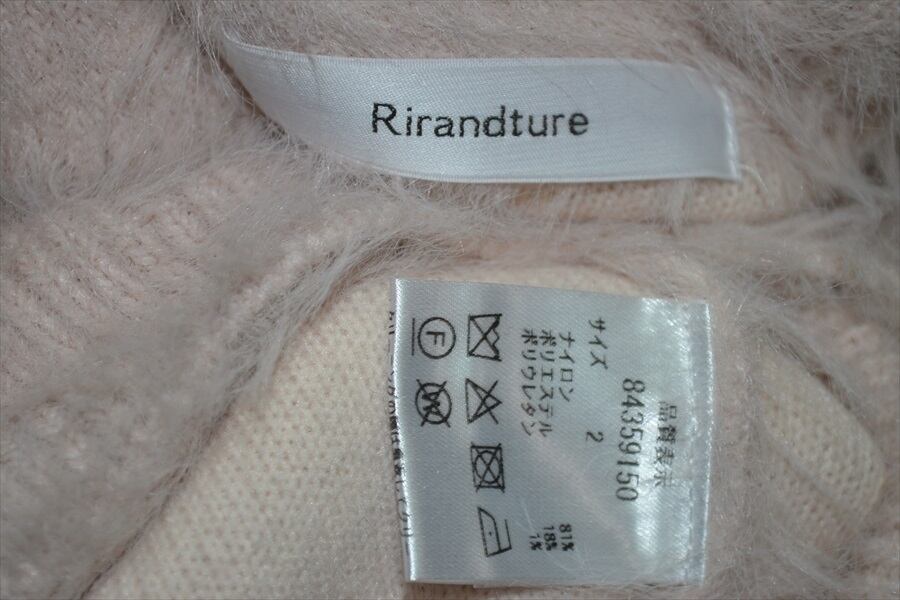 Rirandture
品質表示
84359150
サイズ 2
ナイロン 81%
ポリエステル 18%
ポリウレタン 1%
F
W